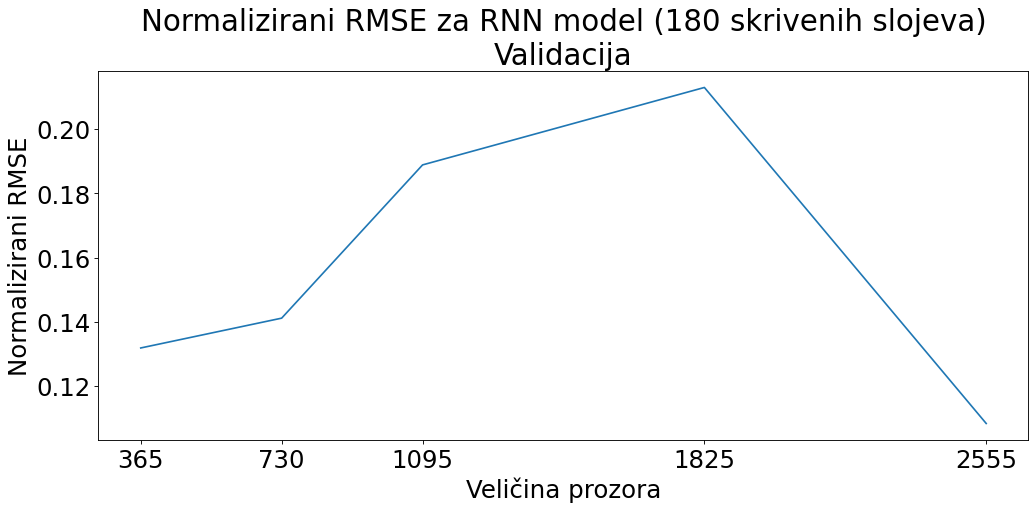 Normalizirani RMSE za RNN model (180 skrivenih slojeva)
Validacija
Normalizirani RMSE
0.20
0.18
0.16
0.14
0.12
365 730 1095 1825 2555
Veličina prozora